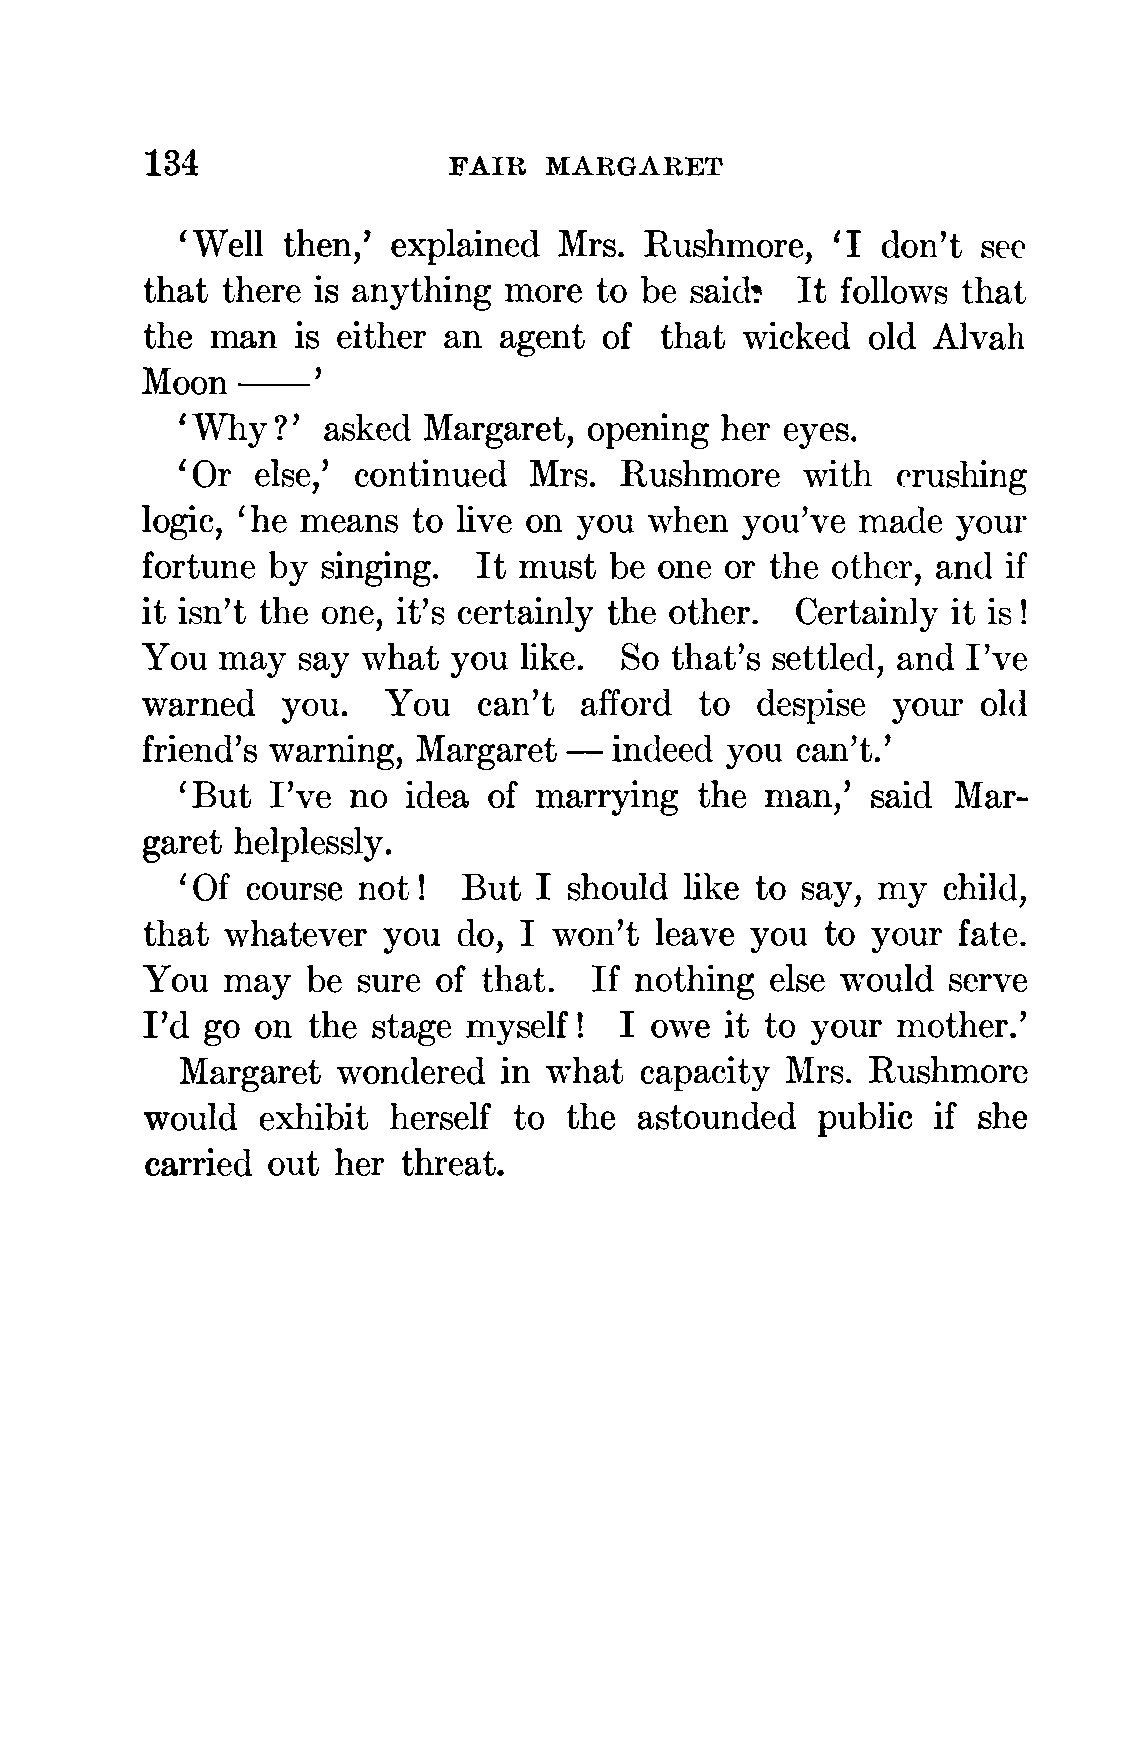 134 FAIR MARGARET
‘Well then,’ explained Mrs. Rushmore, ‘I don’t see
that there is anything more to be said. It follows that
the man is either an agent of that wicked old Alvah
Moon ——’
‘Why?’ asked Margaret, opening her eyes.
‘Or else,’ continued Mrs. Rushmore with crushing
logic, ‘he means to live on you when you’ve made your
fortune by singing. It must be one or the other, and if
it isn’t the one, it’s certainly the other. Certainly it is!
You may say what you like. So that’s settled, and I’ve
warned you. You can’t afford to despise your old
friend’s warning, Margaret — indeed you can’t.’
‘But I’ve no idea of marrying the man,’ said Mar-
garet helplessly.
‘Of course not! But I should like to say, my child,
that whatever you do, I won’t leave you to your fate.
You may be sure of that. If nothing else would serve
I’d go on the stage myself! I owe it to your mother.’
Margaret wondered in what capacity Mrs. Rushmore
would exhibit herself to the astounded public if she
carried out her threat.